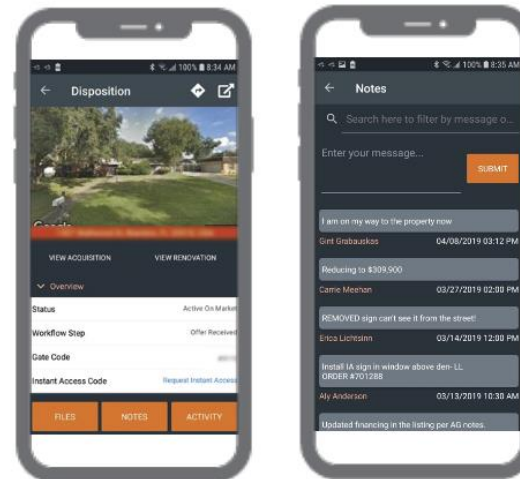 100% 8:34 AM
Disposition
Google
VIEW ACQUISITION VIEW RENOVATION
Overview
Status Active On Market
Workflow Step Offer Received
Gate Code
Instant Access Code Request Instant Access
FILES NOTES ACTIVITY
100% 8:35 AM
Notes
Search here to filter by message o...
Enter your message...
SUBMIT
I am on my way to the property now
Gint Grabauskas 04/08/2019 03:12 PM
Reducing to $309,900
Carrie Meehan 03/27/2019 02:00 PM
REMOVED sign can't see it from the street!
Erica Lichtsinn 03/14/2019 12:00 PM
Install IA sign in window above den- LL
ORDER #701288
Aly Anderson 03/13/2019 10:30 AM
Updated financing in the listing per AG notes.